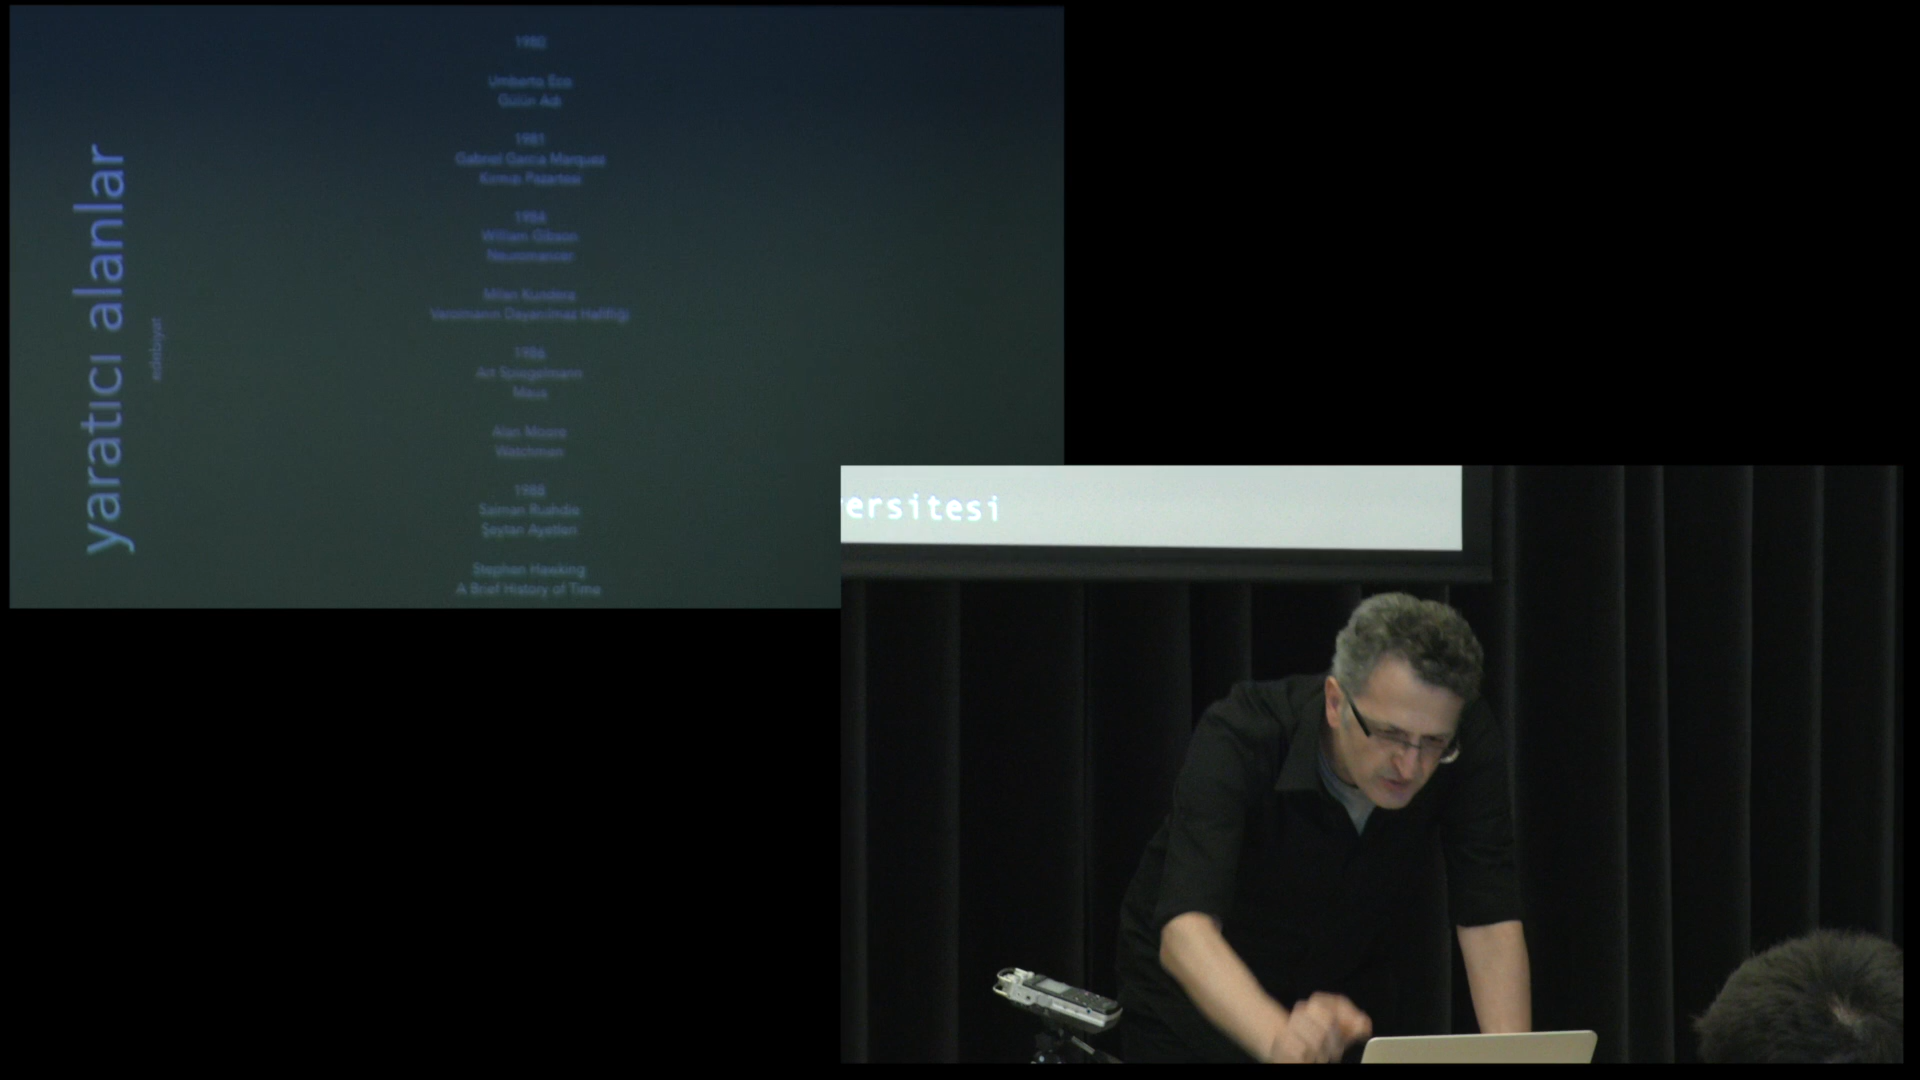 yaratıcı alanlar
edebiyat
1980
Umberto Eco
Gülün Adı
1981
Gabriel Garcia Marquez
Kırmızı Pazartesi
1984
William Gibson
Neuromancer
Milan Kundera
Varolmanın Dayanılmaz Hafifliği
1986
Art Spiegelmann
Maus
Alan Moore
Watchmen
1988
Salman Rushdie
Şeytan Ayetleri
Stephen Hawking
A Brief History of Time
ersitesi